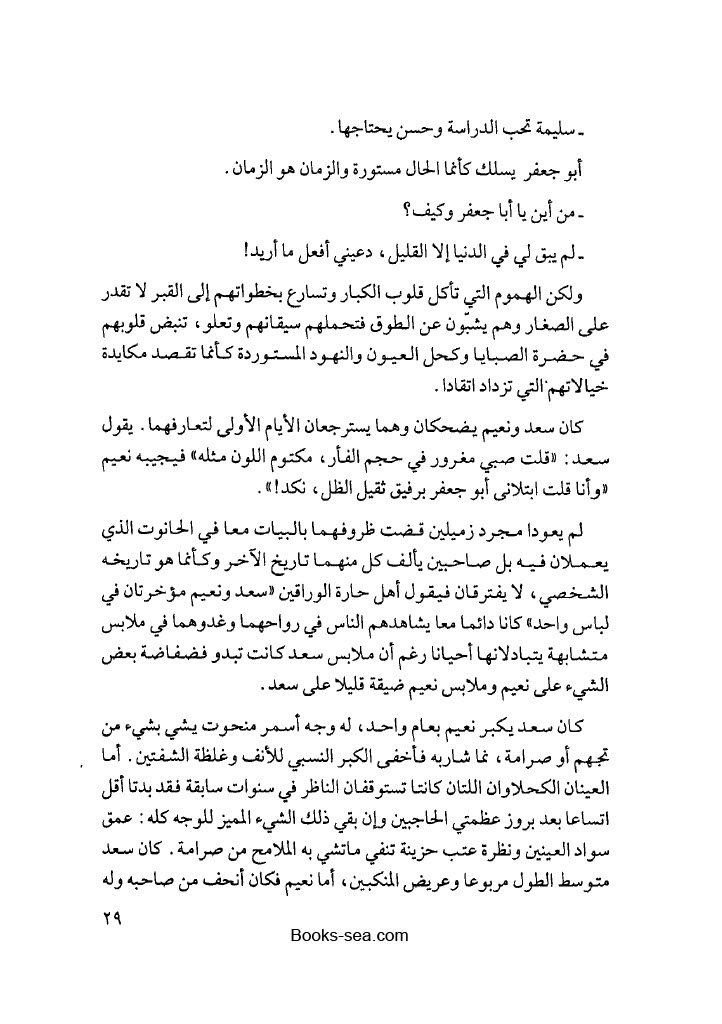 ـ سليمة تحب الدراسة وحسن يحتاجها .
أبو جعفر يسلك كأنما الحال مستورة والزمان هو الزمان .
ـ من أين يا أبا جعفر وكيف؟
ـ لم يبق لي في الدنيا إلا القليل ، دعيني أفعل ما أريد!
ولكن الهموم التي تأكل قلوب الكبار وتسارع بخطواتهم إلى القبر لا تقدر
على الصغار وهم يشبّون عن الطوق فتحملهم سيقانهم وتعلو ، تنبض قلوبهم
في حضرة الصبايا وكحل العيون والنهود المستوردة كأنما تقصد مكايدة
خيالاتهم التي تزداد اتقادا .
كان سعد ونعيم يضحكان وهما يسترجعان الأيام الأولى لتعارفهما . يقول
سعد : «قلت صبي مغرور في حجم الفأر ، مكتوم اللون مثله» فيجيبه نعيم
«وأنا قلت ابتلانى أبو جعفر برفيق ثقيل الظل ، نكد!» .
لم يعودا مجرد زميلين قضت ظروفهما بالبيات معا في الحانوت الذي
يعملان فيه بل صاحبين يألف كل منهما تاريخ الآخر وكأنما هو تاريخه
الشخصي ، لا يفترقان فيقول أهل حارة الوراقين «سعد ونعيم مؤخرتان في
لباس واحد» كانا دائما معا يشاهدهم الناس في رواحهما وغدوهما في ملابس
متشابهة يتبادلانها أحيانا رغم أن ملابس سعد كانت تبدو فضفاضة بعض
الشيء على نعيم وملابس نعيم ضيقة قليلا على سعد .
كان سعد يكبر نعيم بعام واحد ، له وجه أسمر منحوت يشي بشيء من
تجهم أو صرامة ، نما شاربه فأخفى الكبر النسبي للأنف وغلظة الشفتين . أما
العينان الكحلاوان اللتان كانتا تستوقفان الناظر في سنوات سابقة فقد بدتا أقل
اتساعا بعد بروز عظمتي الحاجبين وإن بقي ذلك الشيء المميز للوجه كله : عمق
سواد العينين ونظرة عتب حزينة تنفي ماتشي به الملامح من صرامة . كان سعد
متوسط الطول مربوعا وعريض المنكبين ، أما نعيم فكان أنحف من صاحبه وله
٢٩
Books-sea.com